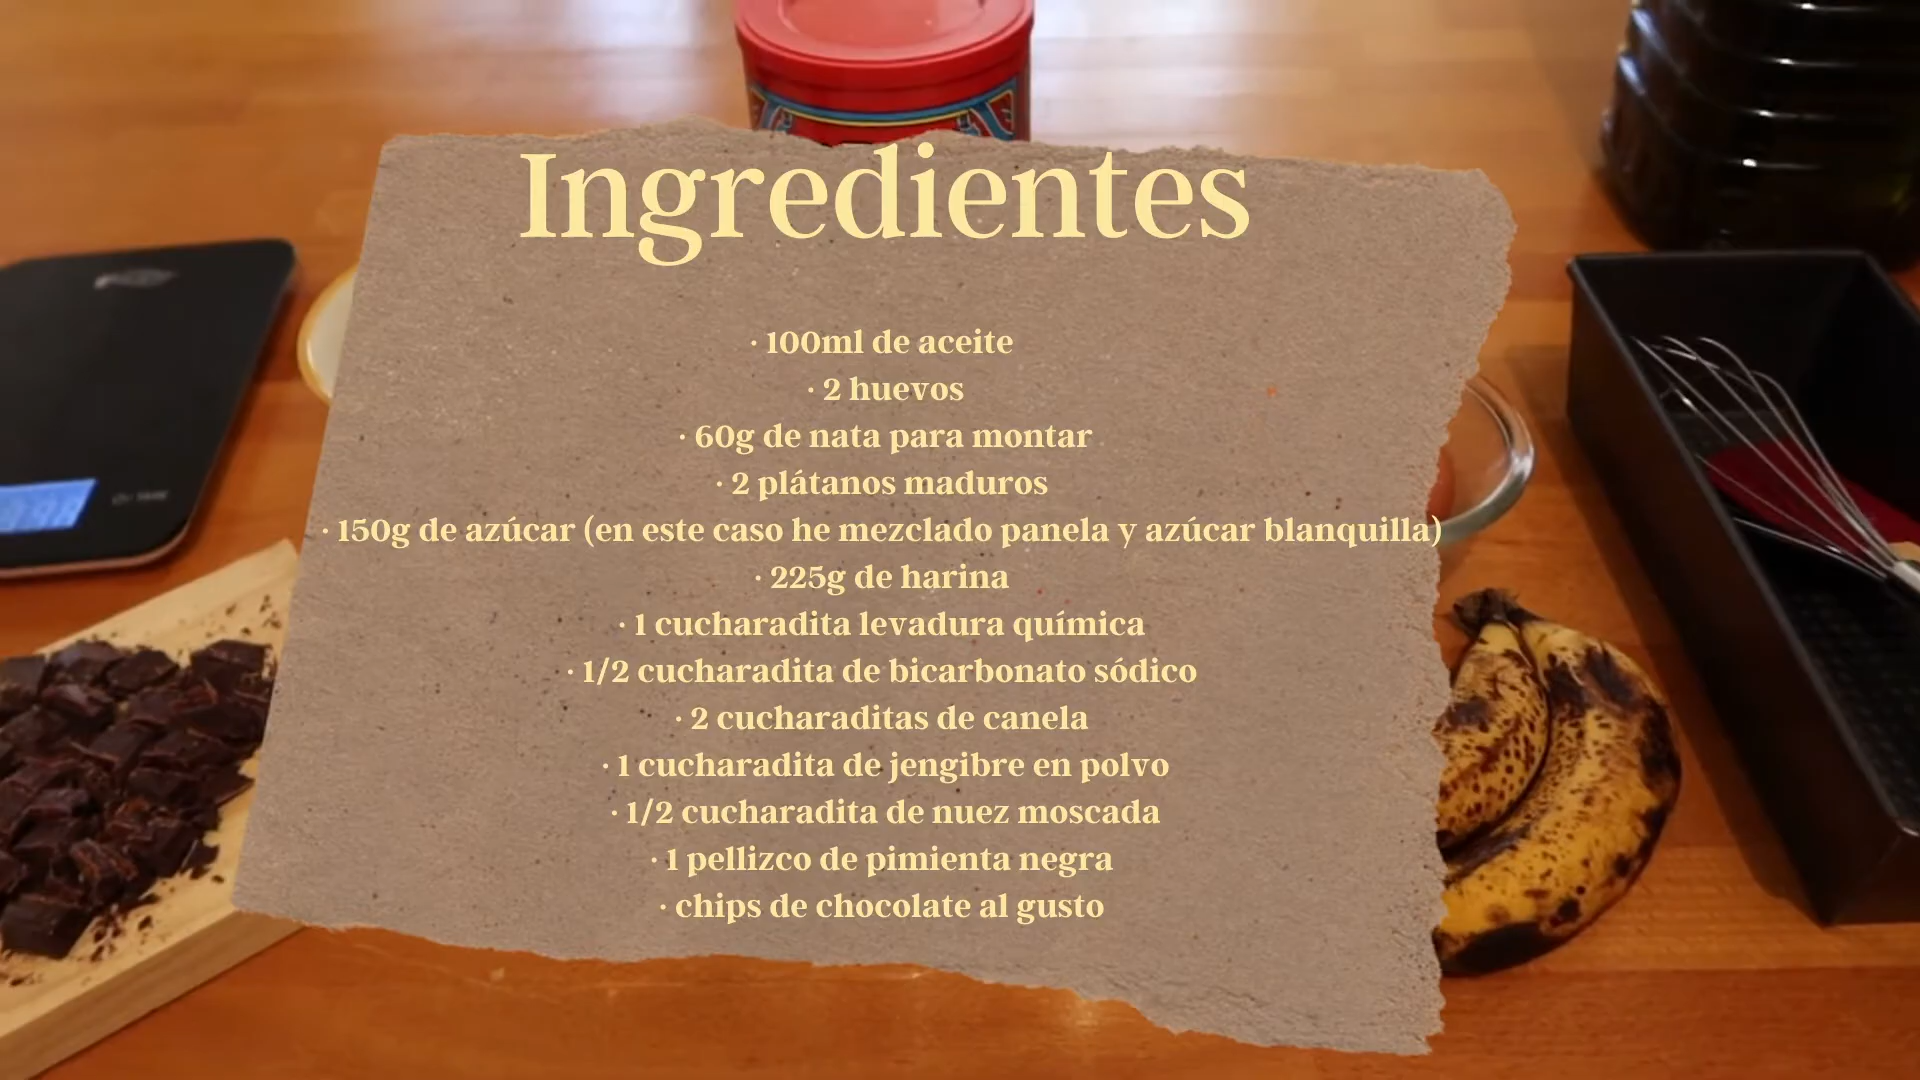 Ingredientes
· 100ml de aceite
· 2 huevos
· 60g de nata para montar
· 2 plátanos maduros
· 150g de azúcar (en este caso he mezclado panela y azúcar blanquilla)
· 225g de harina
· 1 cucharadita levadura química
· 1/2 cucharadita de bicarbonato sódico
· 2 cucharaditas de canela
· 1 cucharadita de jengibre en polvo
· 1/2 cucharadita de nuez moscada
· 1 pellizco de pimienta negra
· chips de chocolate al gusto